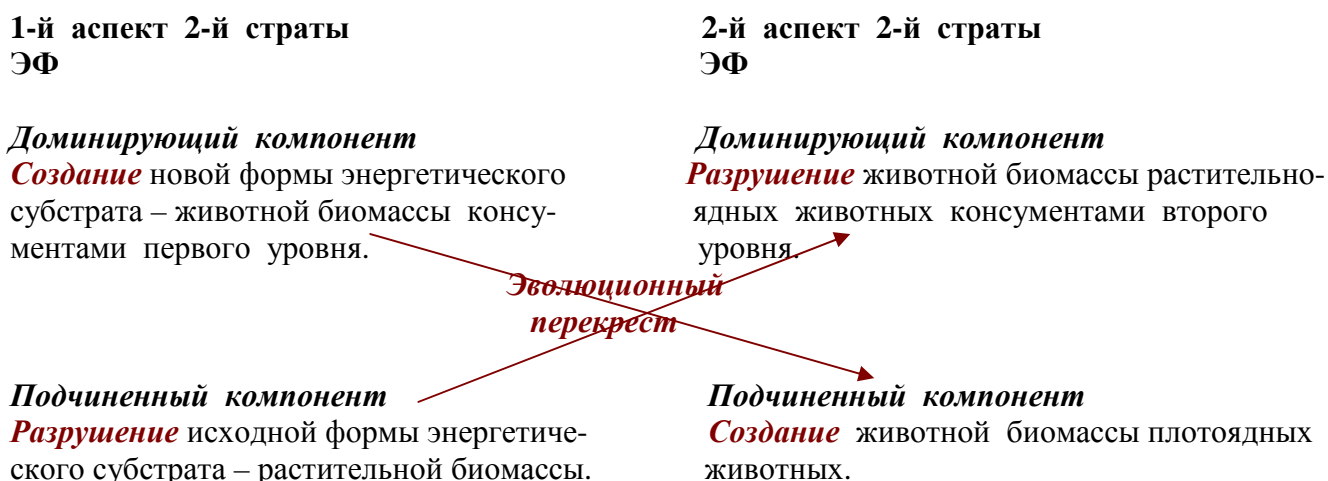 1-й аспект 2-й страты
ЭФ
Доминирующий компонент
Создание новой формы энергетического
субстрата – животной биомассы консу-
ментами первого уровня.
2-й аспект 2-й страты
ЭФ
Доминирующий компонент
Разрушение животной биомассы растительно-
ядных животных консументами второго
уровня.
Эволюционный
перекрест
Подчиненный компонент
Разрушение исходной формы энергетиче-
ского субстрата – растительной биомассы.
Подчиненный компонент
Создание животной биомассы плотоядных
животных.